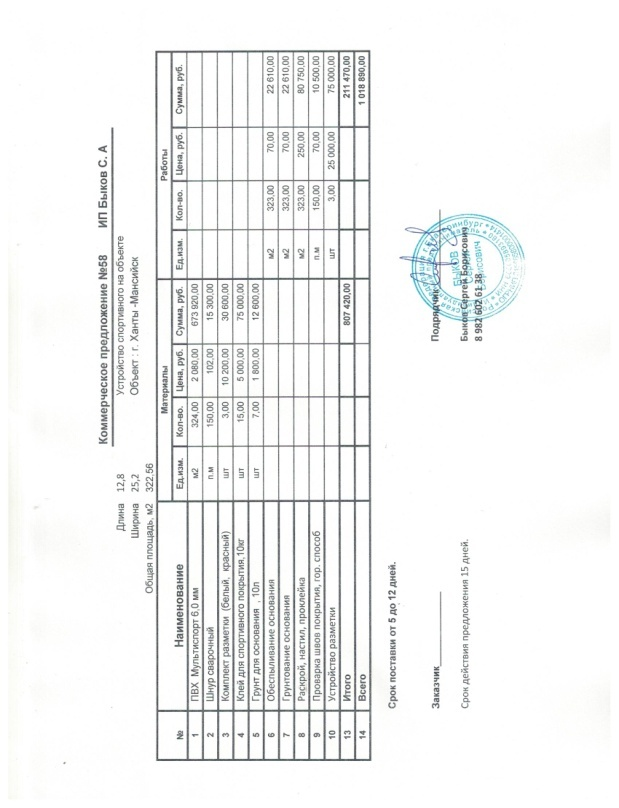 Коммерческое предложение №58 ИП Быков С. А
Устройство спортивного на объекте
Объект : г. Ханты -Мансийск
Длина 12,8
Ширина 25,2
Общая площадь, м2 322,56
№ Наименование Материалы Работы
Ед.изм. Кол-во. Цена, руб. Сумма, руб. Ед.изм. Кол-во. Цена, руб. Сумма, руб.
1 ПВХ Мультиспорт 6,0 мм м2 324,00 2 080,00 673 920,00
2 Шнур сварочный п.м 150,00 102,00 15 300,00
3 Комплект разметки (белый, красный) шт 3,00 10 200,00 30 600,00
4 Клей для спортивного покрытия,10кг шт 15,00 5 000,00 75 000,00
5 Грунт для основания , 10л шт 7,00 1 800,00 12 600,00
6 Обеспыливание основания м2 323,00 70,00 22 610,00
7 Грунтование основания м2 323,00 70,00 22 610,00
8 Раскрой, настил, проклейка м2 323,00 250,00 80 750,00
9 Проварка швов покрытия, гор. способ п.м 150,00 70,00 10 500,00
10 Устройство разметки шт 3,00 25 000,00 75 000,00
13 Итого 807 420,00 211 470,00
14 Всего 1 018 890,00
Срок поставки от 5 до 12 дней.
Заказчик Подрядчик
Быков Сергей Борисович
Срок действия предложения 15 дней. 8 982 602 61 38
БЫКОВ